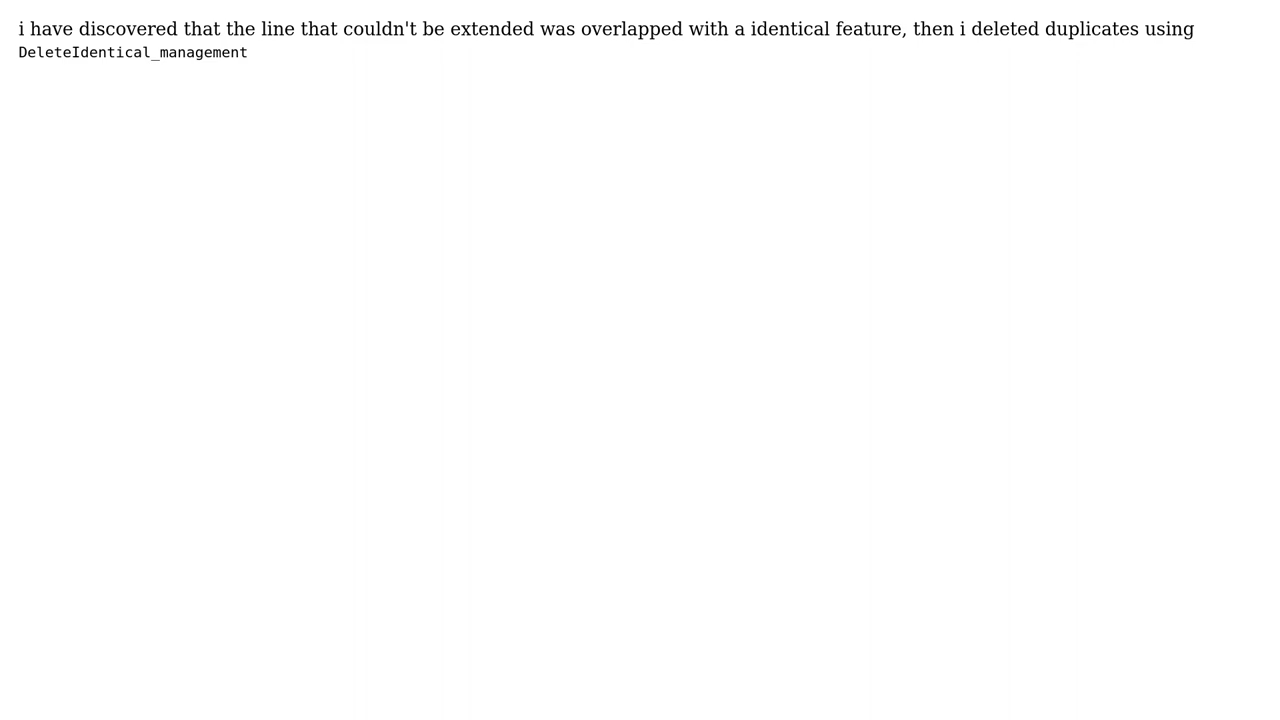 i have discovered that the line that couldn't be extended was overlapped with a identical feature, then i deleted duplicates using
DeleteIdentical_management